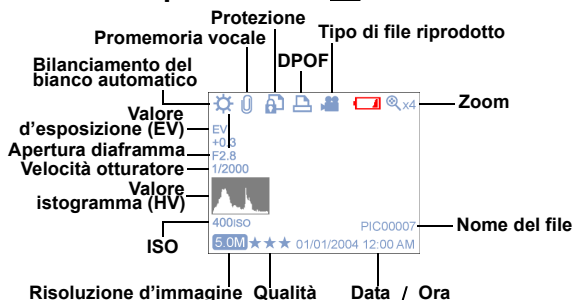 Protezione
Promemoria vocale
Tipo di file riprodotto
DPOF
Bilanciamento del
bianco automatico
x4
Zoom
Valore
d'esposizione (EV)
EV
+0.3
Apertura diaframma
F2.8
Velocità otturatore
1/2000
Valore
istogramma (HV)
400ISO
PIC00007
Nome del file
ISO
5.0M ★★★ 01/01/2004 12:00 AM
Risoluzione d'immagine Qualità Data / Ora